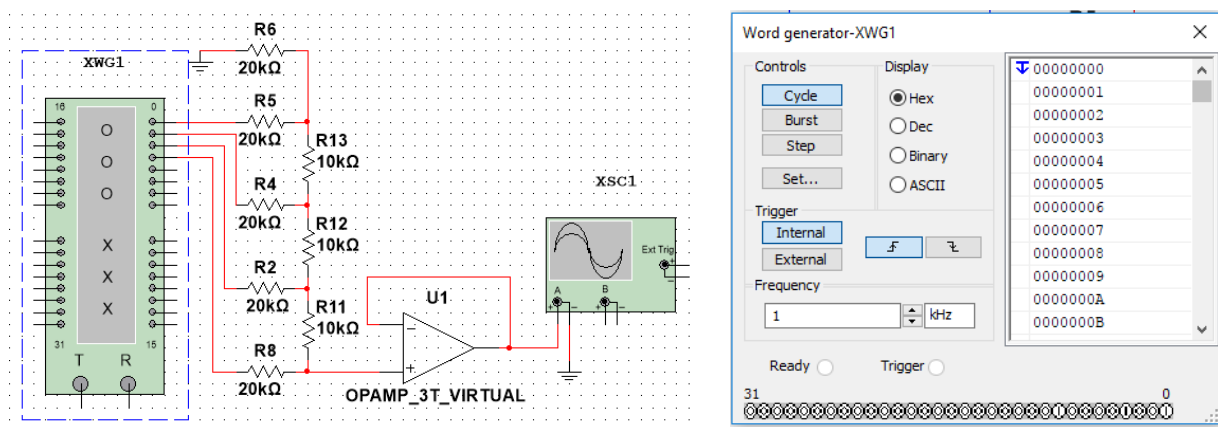 R6
20kΩ
XWG1
R5
20kΩ
16
0
O
O
O
X
X
X
31
15
T
R
R13
10kΩ
R4
20kΩ
R12
10kΩ
R2
20kΩ
R11
10kΩ
R8
20kΩ
U1
OPAMP_3T_VIRTUAL
XSC1
Ext Trig
A
B
Word generator-XWG1
Controls
Cycle
Burst
Step
Set...
Display
Hex
Dec
Binary
ASCII
Trigger
Internal
External
Frequency
1
kHz
Ready
Trigger
00000000
00000001
00000002
00000003
00000004
00000005
00000006
00000007
00000008
00000009
0000000A
0000000B
31
0